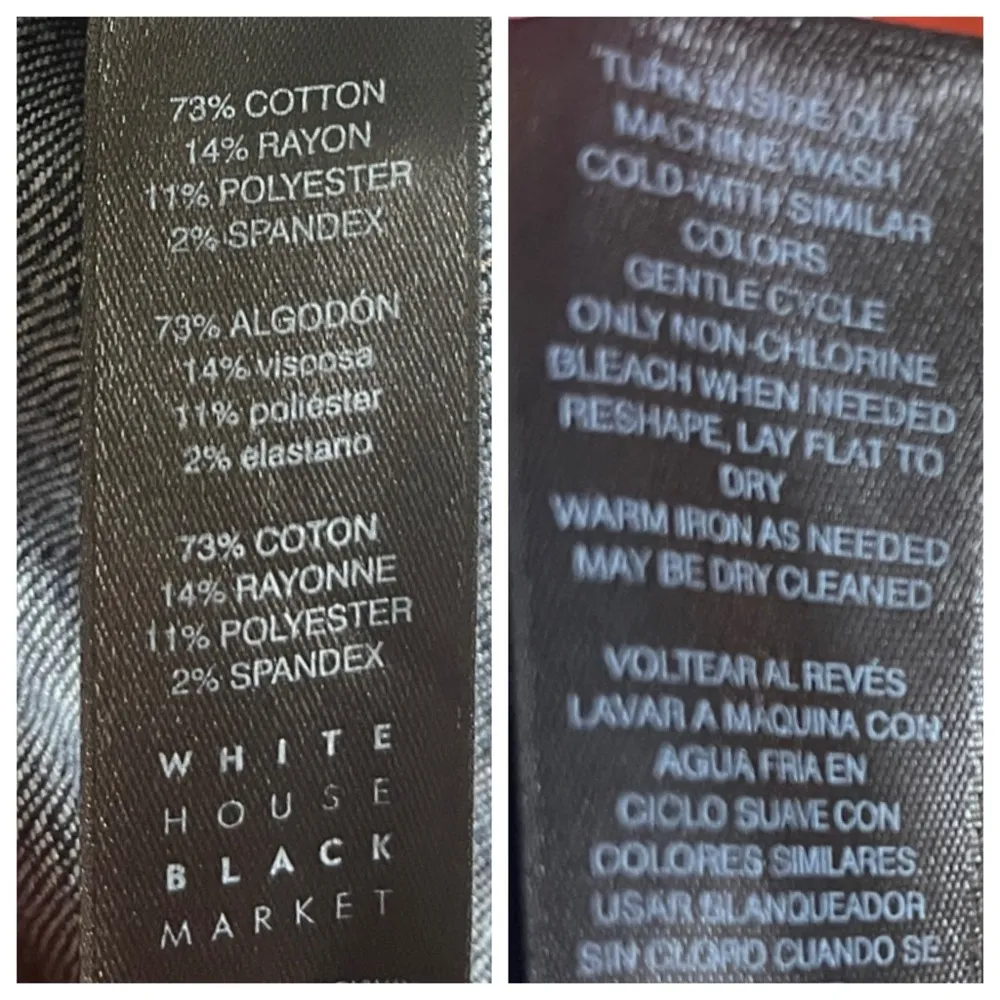 73% COTTON
14% RAYON
11% POLYESTER
2% SPANDEX
73% ALGODÓN
14% viscosa
11% poliéster
2% elastano
73% COTON
14% RAYONNE
11% POLYESTER
2% SPANDEX
WHITE
HOUSE
BLACK
MARKET
TURN INSIDE OUT
MACHINE WASH
COLD WITH SIMILAR
COLORS
GENTLE CYCLE
ONLY NON-CHLORINE
BLEACH WHEN NEEDED
RESHAPE, LAY FLAT TO
DRY
WARM IRON AS NEEDED
MAY BE DRY CLEANED
VOLTEAR AL REVÉS
LAVAR A MÁQUINA CON
AGUA FRIA EN
CICLO SUAVE CON
COLORES SIMILARES
USAR BLANQUEADOR
SIN CLORO CUANDO SE